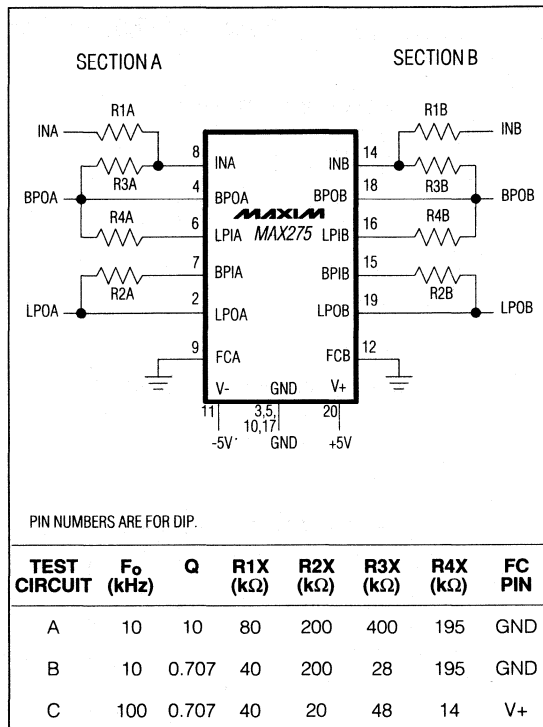 SECTION A
SECTION B
R1A
R1B
INA
INB
8
INA
INB
14
R3A
R3B
4
18
BPOA
BPOA
BPOB
BPOB
MAXIM
R4A
R4B
6
LPIA
MAX275
LPIB
16
7
BPIA
BPIB
15
R2A
R2B
2
19
LPOA
LPOA
LPOB
LPOB
9
FCA
FCB
12
V-
GND
V+
11
3,5,
10,17
20
-5V
GND
+5V
PIN NUMBERS ARE FOR DIP.
TEST CIRCUIT Fo (kHz) Q R1X (kΩ) R2X (kΩ) R3X (kΩ) R4X (kΩ) FC PIN
A 10 10 80 200 400 195 GND
B 10 0.707 40 200 28 195 GND
C 100 0.707 40 20 48 14 V+